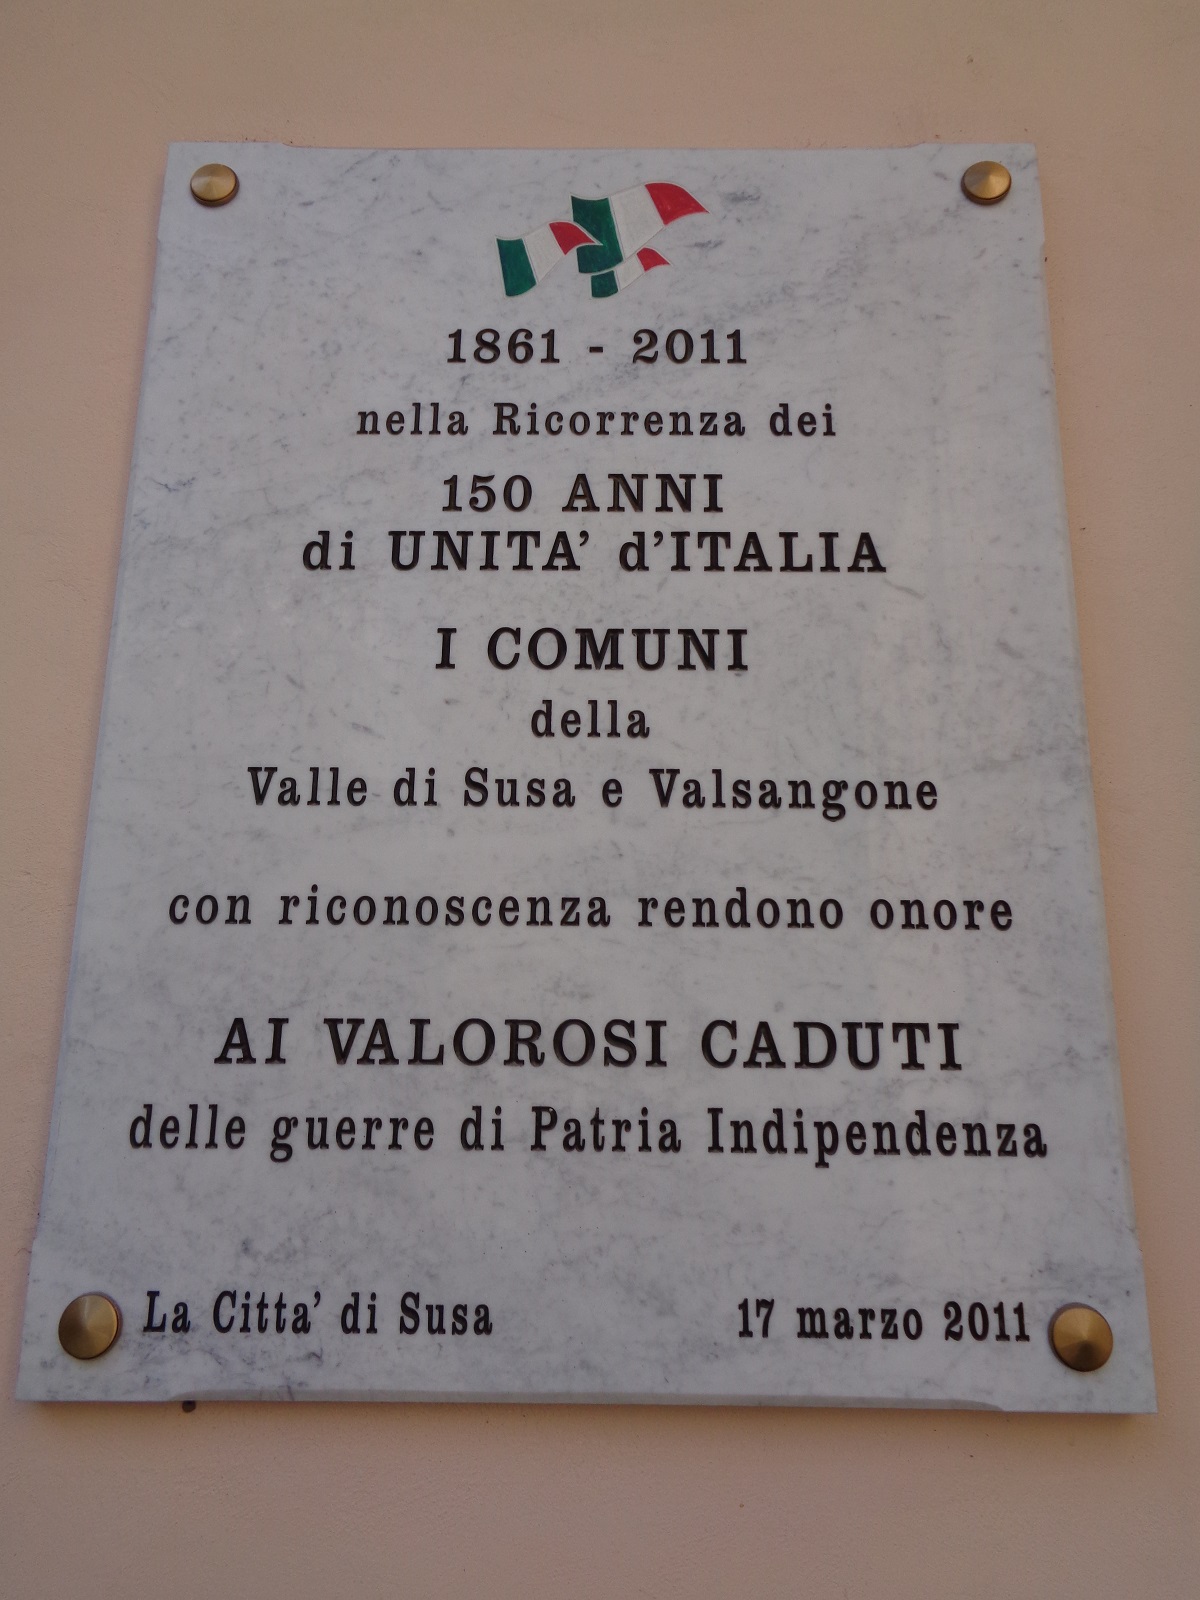 1861 - 2011
nella Ricorrenza dei
150 ANNI
di UNITA' d'ITALIA
I COMUNI
della
Valle di Susa e Valsangone
con riconoscenza rendono onore
AI VALOROSI CADUTI
delle guerre di Patria Indipendenza
La Citta' di Susa 17 marzo 2011